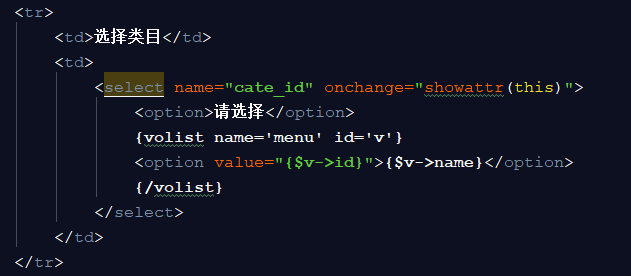 <tr>
<td>选择类目</td>
<td>
<select name="cate_id" onchange="showattr(this)">
<option>请选择</option>
{volist name='menu' id='v'}
<option value="{$v->id}">{$v->name}</option>
{/volist}
</select>
</td>
</tr>